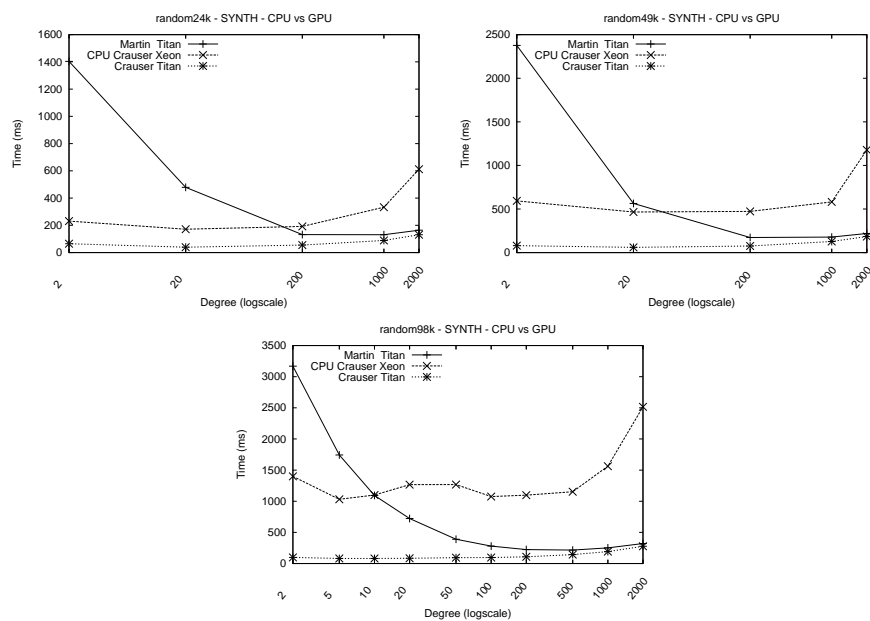 random24k - SYNTH - CPU vs GPU
1600
1400
1200
1000
800
600
400
200
0
Time (ms)
Martin Titan
CPU Crauser Xeon
Crauser Titan
2
20
200
1000
2000
Degree (logscale)
random49k - SYNTH - CPU vs GPU
2500
2000
1500
1000
500
0
Time (ms)
Martin Titan
CPU Crauser Xeon
Crauser Titan
2
20
200
1000
2000
Degree (logscale)
random98k - SYNTH - CPU vs GPU
3500
3000
2500
2000
1500
1000
500
0
Time (ms)
Martin Titan
CPU Crauser Xeon
Crauser Titan
2
5
10
20
50
100
200
500
1000
2000
Degree (logscale)